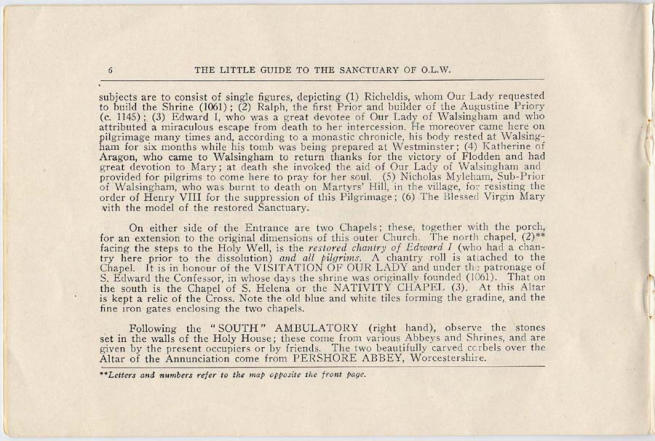 6 THE LITTLE GUIDE TO THE SANCTUARY OF O.L.W.
subjects are to consist of single figures, depicting (1) Richeldis, whom Our Lady requested
to build the Shrine (1061) ; (2) Ralph, the first Prior and builder of the Augustine Priory
(c. 1145) ; (3) Edward I, who was a great devotee of Our Lady of Walsingham and who
attributed a miraculous escape from death to her intercession. He moreover came here on
pilgrimage many times and, according to a monastic chronicle, his body rested at Walsing-
ham for six months while his tomb was being prepared at Westminster ; (4) Katherine of
Aragon, who came to Walsingham to return thanks for the victory of Flodden and had
great devotion to Mary ; at death she invoked the aid of Our Lady of Walsingham and
provided for pilgrims to come here to pray for her soul. (5) Nicholas Myleham, Sub-Prior
of Walsingham, who was burnt to death on Martyrs' Hill, in the village, for resisting the
order of Henry VIII for the suppression of this Pilgrimage ; (6) The Blessed Virgin Mary
with the model of the restored Sanctuary.
On either side of the Entrance are two Chapels ; these, together with the porch,
for an extension to the original dimensions of this outer Church. The north chapel, (2)**
facing the steps to the Holy Well, is the restored chantry of Edward I (who had a chan-
try here prior to the dissolution) and all pilgrims. A chantry roll is attached to the
Chapel. It is in honour of the VISITATION OF OUR LADY and under the patronage of
S. Edward the Confessor, in whose days the shrine was originally founded (1061). That on
the south is the Chapel of S. Helena or the NATIVITY CHAPEL (3). At this Altar
is kept a relic of the Cross. Note the old blue and white tiles forming the gradine, and the
fine iron gates enclosing the two chapels.
Following the "SOUTH" AMBULATORY (right hand), observe the stones
set in the walls of the Holy House ; these come from various Abbeys and Shrines, and are
given by the present occupiers or by friends. The two beautifully carved corbels over the
Altar of the Annunciation come from PERSHORE ABBEY, Worcestershire.
**Letters and numbers refer to the map opposite the front page.